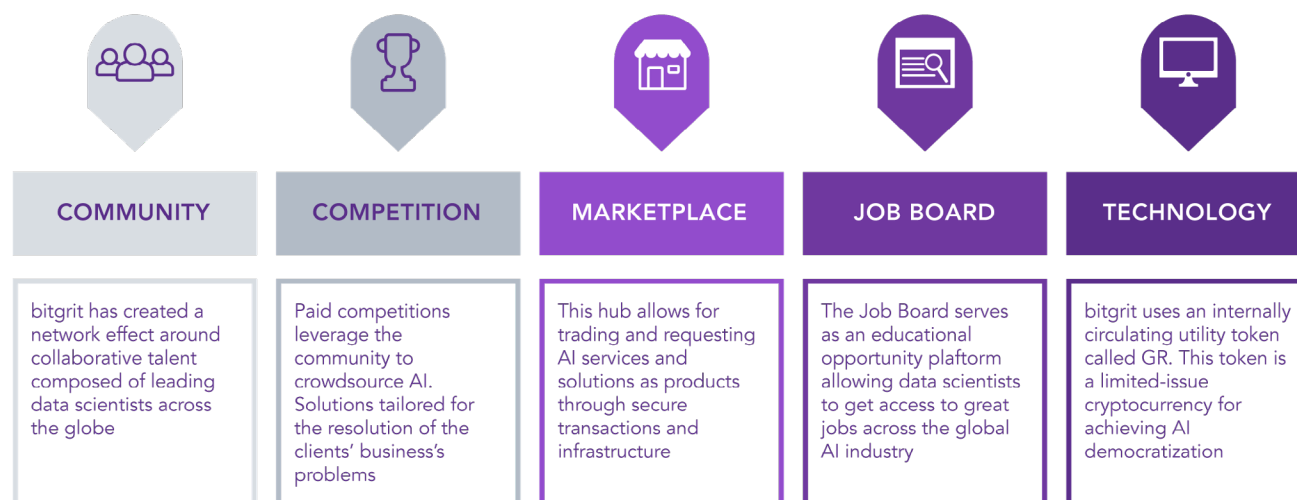 COMMUNITY
COMPETITION
MARKETPLACE
JOB BOARD
TECHNOLOGY
bitgrit has created a
network effect around
collaborative talent
composed of leading
data scientists across
the globe
Paid competitions
leverage the
community to
crowdsource AI.
Solutions tailored for
the resolution of the
clients' business's
problems
This hub allows for
trading and requesting
AI services and
solutions as products
through secure
transactions and
infrastructure
The Job Board serves
as an educational
opportunity plaftorm
allowing data scientists
to get access to great
jobs across the global
AI industry
bitgrit uses an internally
circulating utility token
called GR. This token is
a limited-issue
cryptocurrency for
achieving AI
democratization